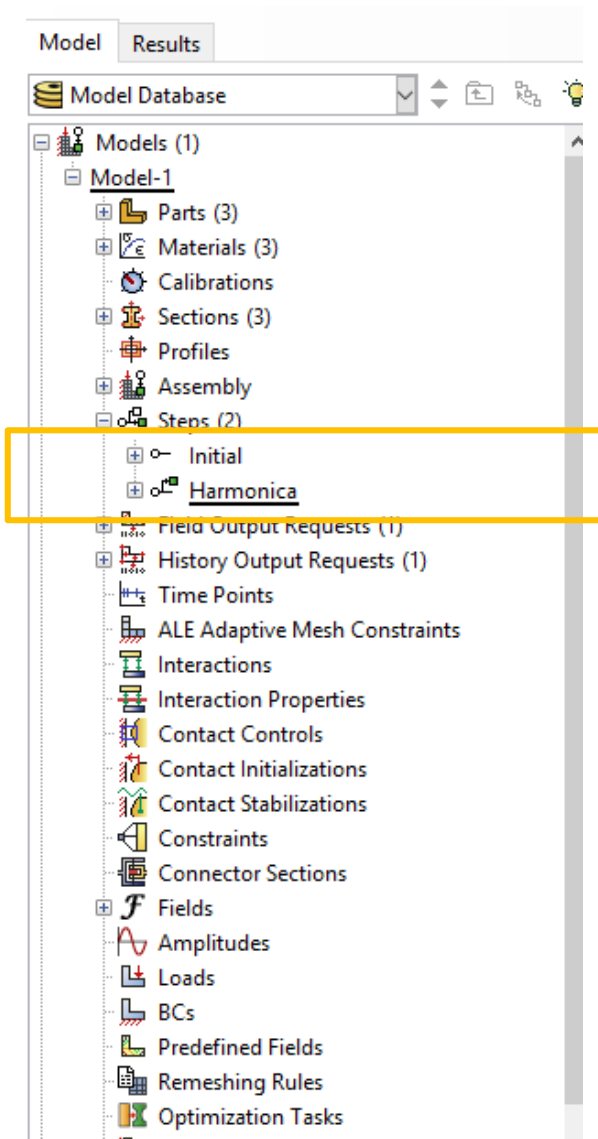 Model Results
Model Database
Models (1)
Model-1
Parts (3)
Materials (3)
Calibrations
Sections (3)
Profiles
Assembly
Steps (2)
Initial
Harmonica
Field Output Requests (1)
History Output Requests (1)
Time Points
ALE Adaptive Mesh Constraints
Interactions
Interaction Properties
Contact Controls
Contact Initializations
Contact Stabilizations
Constraints
Connector Sections
Fields
Amplitudes
Loads
BCs
Predefined Fields
Remeshing Rules
Optimization Tasks